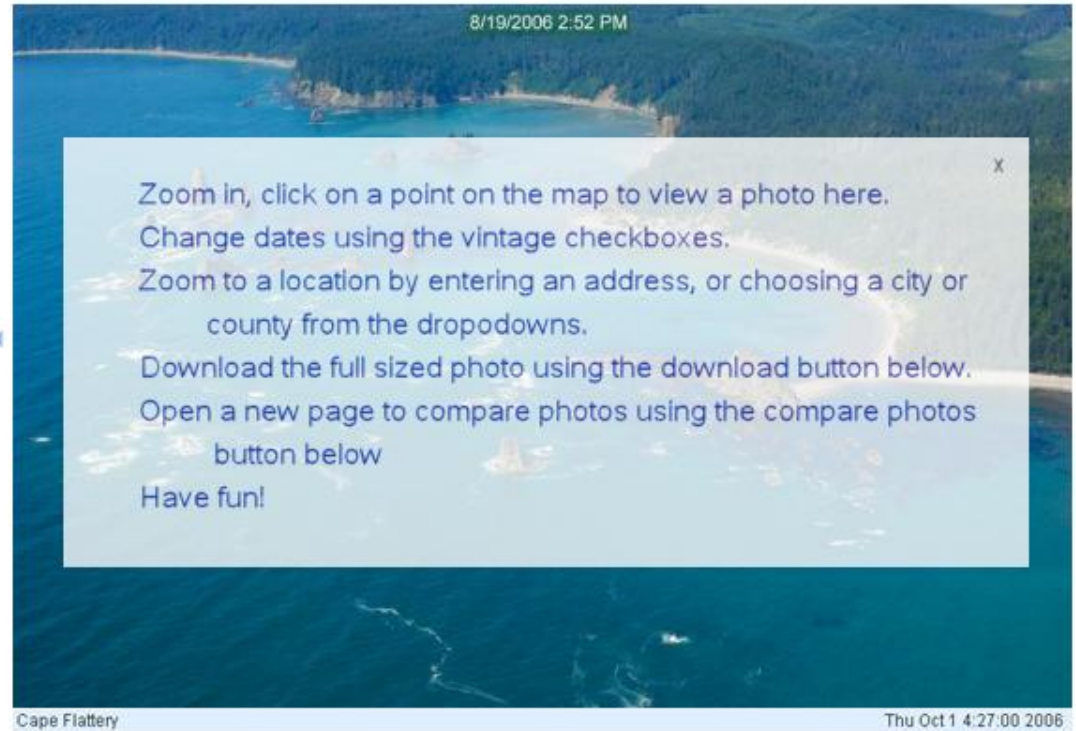 8/19/2006 2:52 PM
x
Zoom in, click on a point on the map to view a photo here.
Change dates using the vintage checkboxes.
Zoom to a location by entering an address, or choosing a city or
county from the dropodowns.
Download the full sized photo using the download button below.
Open a new page to compare photos using the compare photos
button below
Have fun!
Cape Flattery
Thu Oct 1 4:27:00 2006